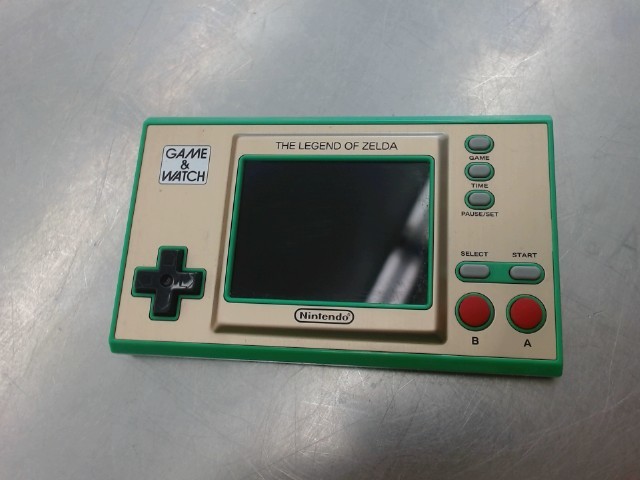 GAME
&
WATCH
THE LEGEND OF ZELDA
GAME
TIME
PAUSE/SET
SELECT START
Nintendo®
B A